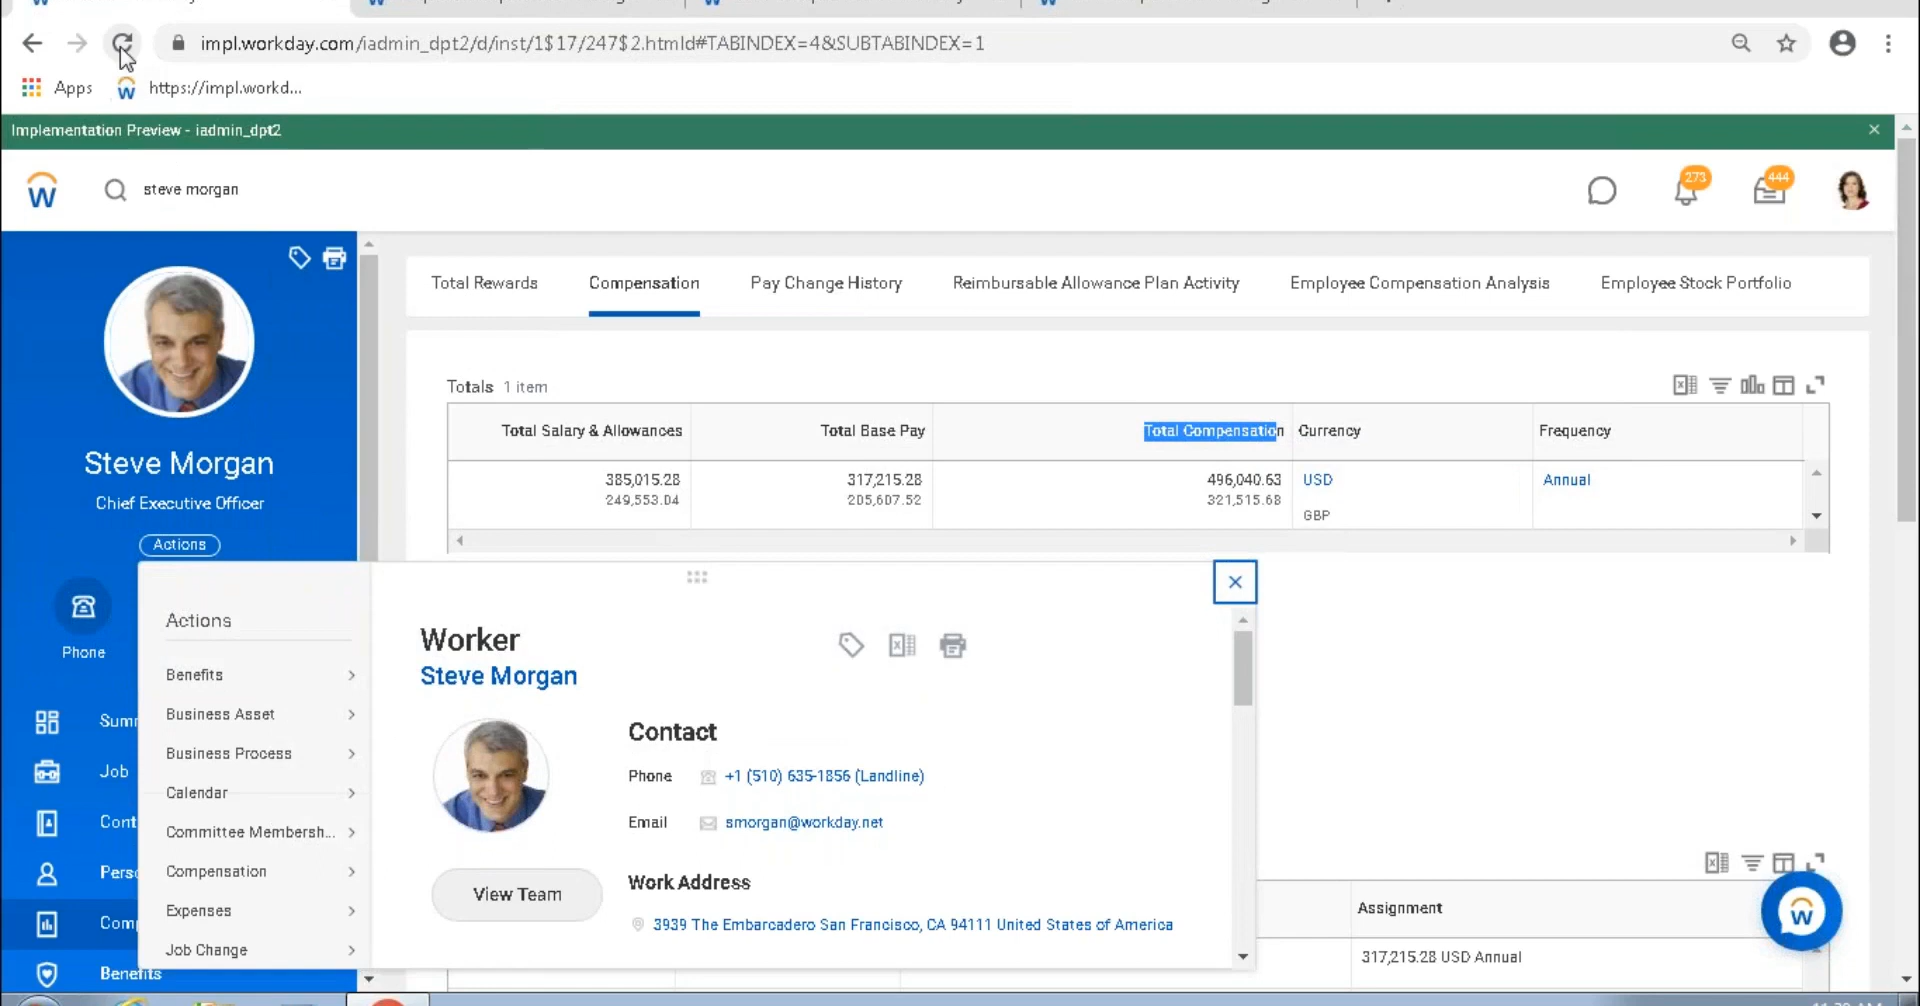 impl.workday.com/iadmin_dpt2/d/inst/1$17/247$2.htmld#TABINDEX=4&SUBTABINDEX=1
Apps
https://impl.workd...
Implementation Preview - iadmin_dpt2
steve morgan
273
444
Total Rewards
Compensation
Pay Change History
Reimbursable Allowance Plan Activity
Employee Compensation Analysis
Employee Stock Portfolio
Steve Morgan
Chief Executive Officer
Actions
Phone
Summ
Job
Cont
Perso
Comp
Benefits
Totals 1 item
Total Salary & Allowances Total Base Pay Total Compensation Currency Frequency
385,015.28 317,215.28 496,040.63 USD Annual
249,553.04 205,607.52 321,515.68
GBP
Actions
Benefits
Business Asset
Business Process
Calendar
Committee Membersh...
Compensation
Expenses
Job Change
Worker
Steve Morgan
Contact
Phone +1 (510) 635-1856 (Landline)
Email smorgan@workday.net
View Team
Work Address
3939 The Embarcadero San Francisco, CA 94111 United States of America
Assignment
317,215.28 USD Annual